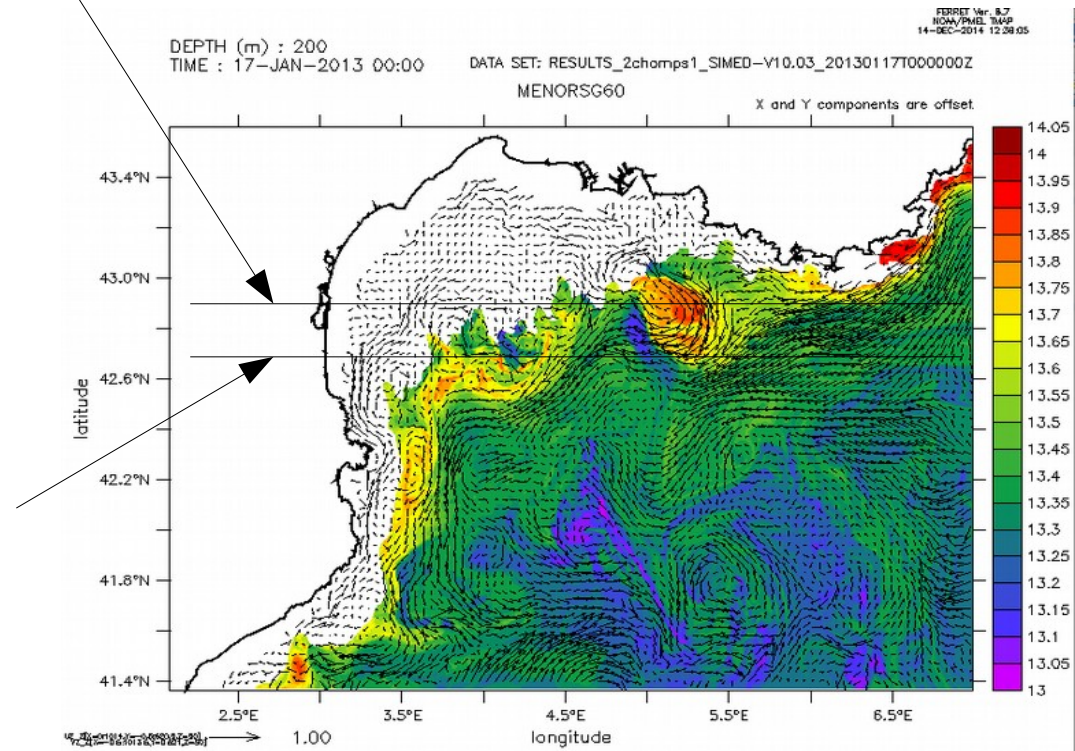 FERRET Ver. 5.7
NOAA/PMEL TMAP
14-DEC-2014 12:38:05
DEPTH (m) : 200
TIME : 17-JAN-2013 00:00
DATA SET: RESULTS_2chomps1_SIMED-V10.03_20130117T000000Z
MENORSG60
X and Y components are offset
14.05
14
13.95
13.9
13.85
13.8
13.75
13.7
13.65
13.6
13.55
13.5
13.45
13.4
13.35
13.3
13.25
13.2
13.15
13.1
13.05
13
43.4°N
43.0°N
42.6°N
42.2°N
41.8°N
41.4°N
latitude
2.5°E 3.5°E 4.5°E 5.5°E 6.5°E
longitude
1.00